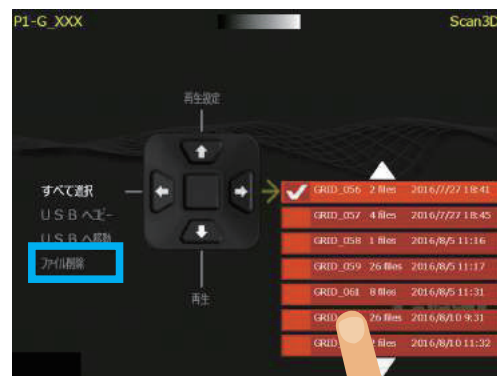 P1-G_XXX
Scan3D
再生設定
すべて選択
USBへコピー
USBへ移動
ファイル削除
再生
GRID_056 2 files 2016/7/27 18:41
GRID_057 4 files 2016/7/27 18:45
GRID_058 1 files 2016/8/5 11:16
GRID_059 26 files 2016/8/5 11:17
GRID_061 8 files 2016/8/5 11:31
GRID_ 26 files 2016/8/10 9:31
GRID_ files 2016/8/10 11:32